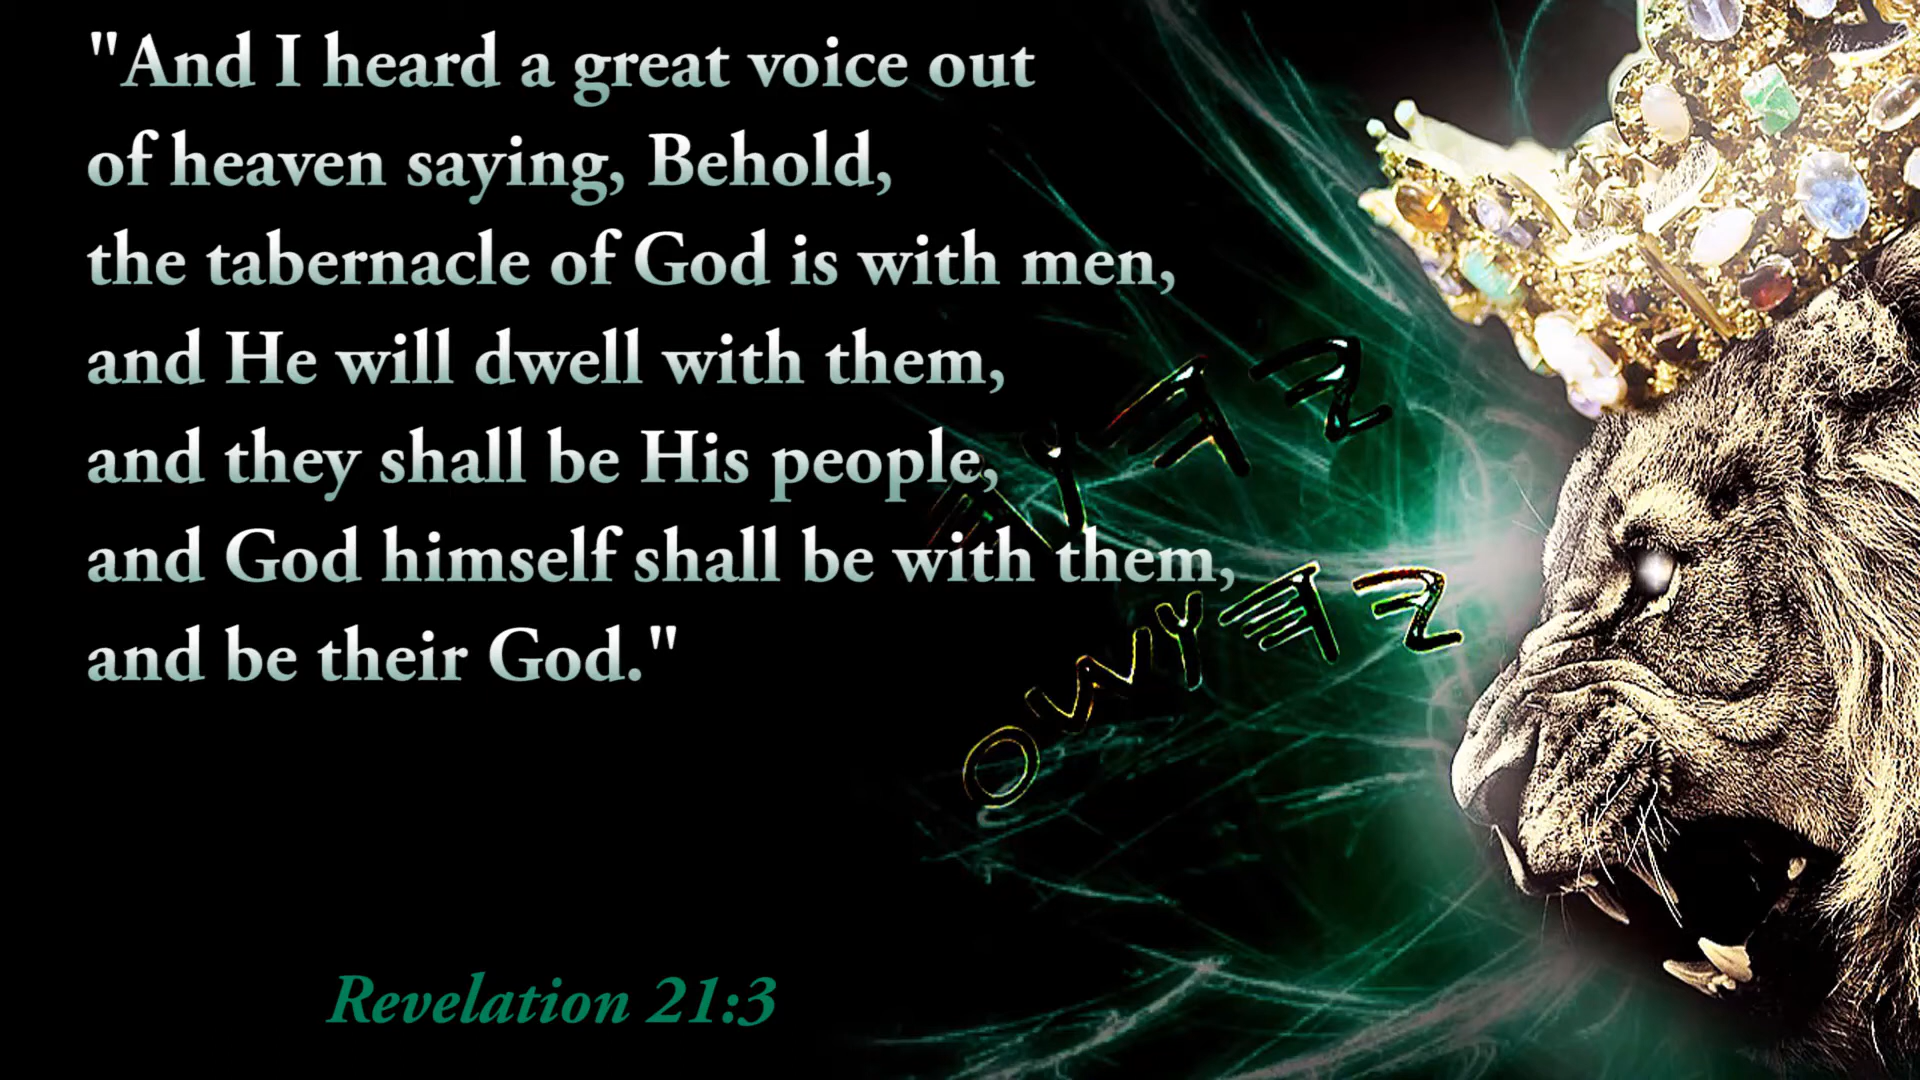 "And I heard a great voice out
of heaven saying, Behold,
the tabernacle of God is with men,
and He will dwell with them,
and they shall be His people,
and God himself shall be with them,
and be their God."
𐤉𐤄𐤅𐤄
𐤉𐤄𐤅𐤔𐤏
Revelation 21:3